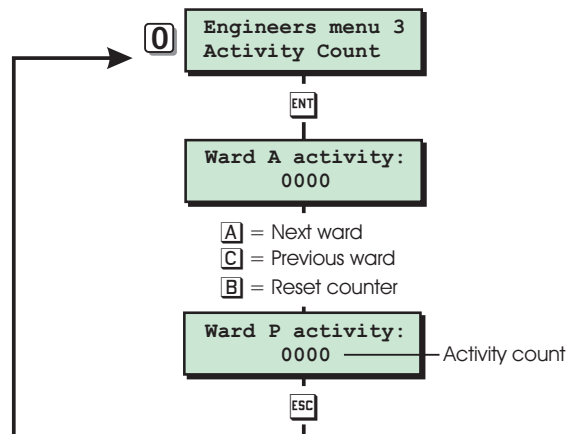 0
Engineers menu 3
Activity Count
ENT
Ward A activity:
0000
A = Next ward
C = Previous ward
B = Reset counter
Ward P activity:
0000
Activity count
ESC